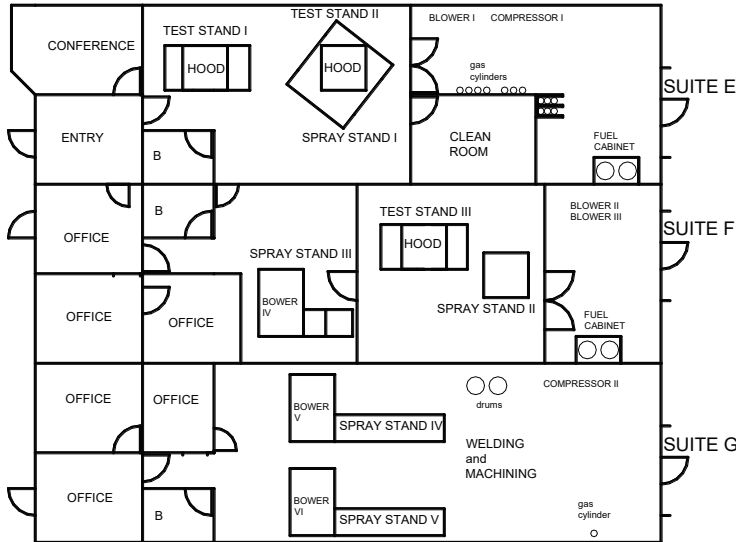 TEST STAND II
BLOWER I
COMPRESSOR I
TEST STAND I
CONFERENCE
HOOD
HOOD
gas
cylinders
SUITE E
ENTRY
SPRAY STAND I
CLEAN
ROOM
FUEL
CABINET
B
TEST STAND III
BLOWER II
BLOWER III
B
SUITE F
OFFICE
HOOD
SPRAY STAND III
BOWER
IV
SPRAY STAND II
OFFICE
OFFICE
FUEL
CABINET
COMPRESSOR II
OFFICE
OFFICE
drums
BOWER
V
SPRAY STAND IV
WELDING
and
MACHINING
SUITE G
OFFICE
BOWER
VI
SPRAY STAND V
B
gas
cylinder